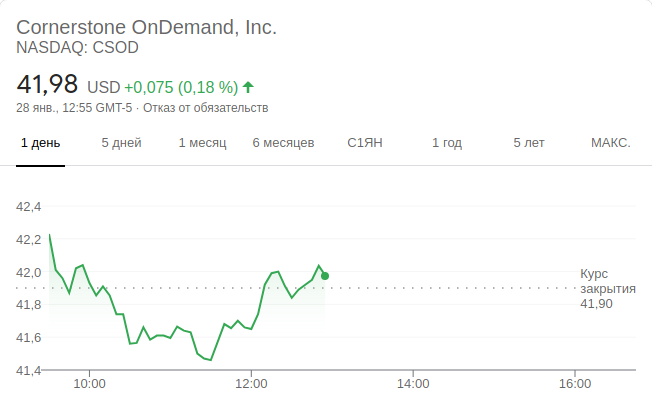 Cornerstone OnDemand, Inc.
NASDAQ: CSOD
41,98 USD +0,075 (0,18 %)
28 янв., 12:55 GMT-5 · Отказ от обязательств
1 день 5 дней 1 месяц 6 месяцев С1ЯН 1 год 5 лет МАКС.
42,4
42,2
42,0
Курс
закрытия
41,90
41,8
41,6
41,4
10:00 12:00 14:00 16:00